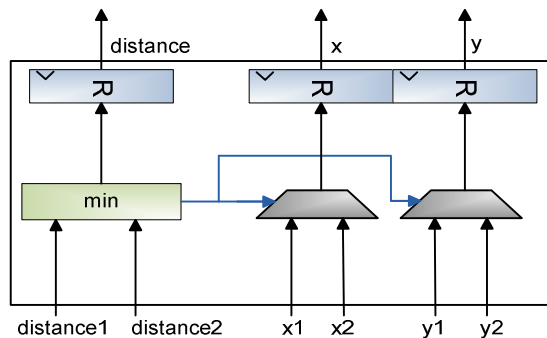 distance x y
R R R
min
distance1 distance2 x1 x2 y1 y2